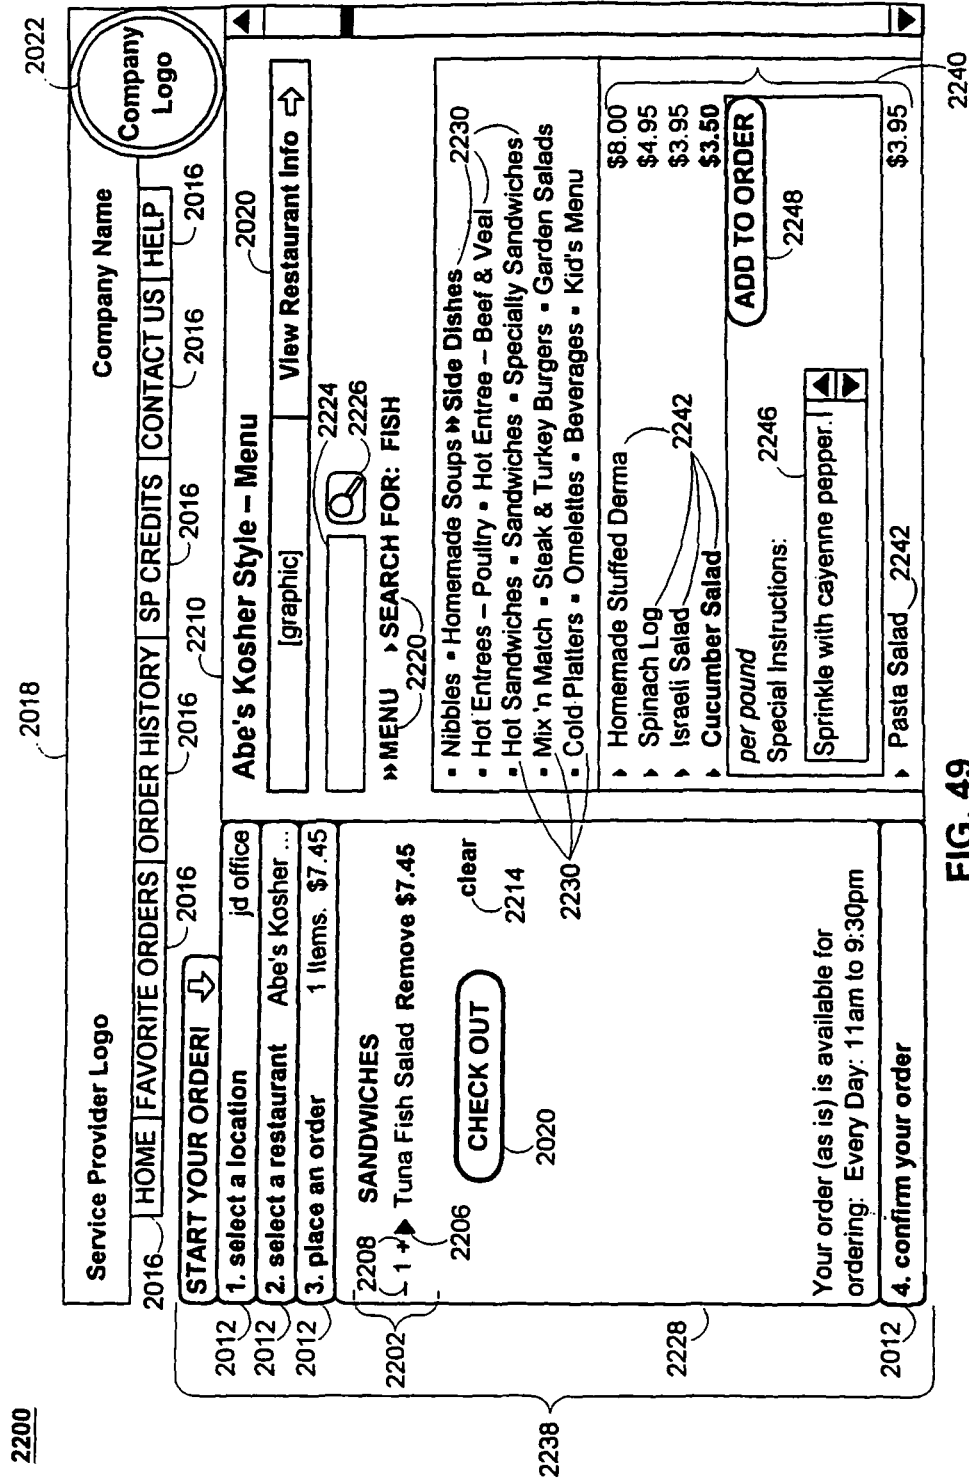 2200
2018
2022
Service Provider Logo
Company Name
Company
Logo
2016
HOME | FAVORITE ORDERS | ORDER HISTORY | SP CREDITS | CONTACT US | HELP
2016
2016
2016
2016
2016
START YOUR ORDER!
2012
1. select a location
jd office
2012
2. select a restaurant
Abe's Kosher ...
2012
3. place an order
1 Items. $7.45
2208
SANDWICHES
2202
- 1 + Tuna Fish Salad Remove $7.45
2206
CHECK OUT
clear
2214
2020
2228
2238
Your order (as is) is available for
ordering: Every Day: 11am to 9:30pm
2012
4. confirm your order
2210
Abe's Kosher Style – Menu
2020
[graphic]
View Restaurant Info
2224
2226
»MENU
SEARCH FOR: FISH
2220
▪ Nibbles ▪ Homemade Soups » Side Dishes
2230
▪ Hot Entrees – Poultry ▪ Hot Entree – Beef & Veal
▪ Hot Sandwiches ▪ Sandwiches ▪ Specialty Sandwiches
▪ Mix 'n Match ▪ Steak & Turkey Burgers ▪ Garden Salads
▪ Cold Platters ▪ Omelettes ▪ Beverages ▪ Kid's Menu
2230
Homemade Stuffed Derma
$8.00
Spinach Log
$4.95
2242
Israeli Salad
$3.95
Cucumber Salad
$3.50
per pound
ADD TO ORDER
Special Instructions:
2246
2248
Sprinkle with cayenne pepper. |
Pasta Salad
2242
$3.95
2240
FIG. 49